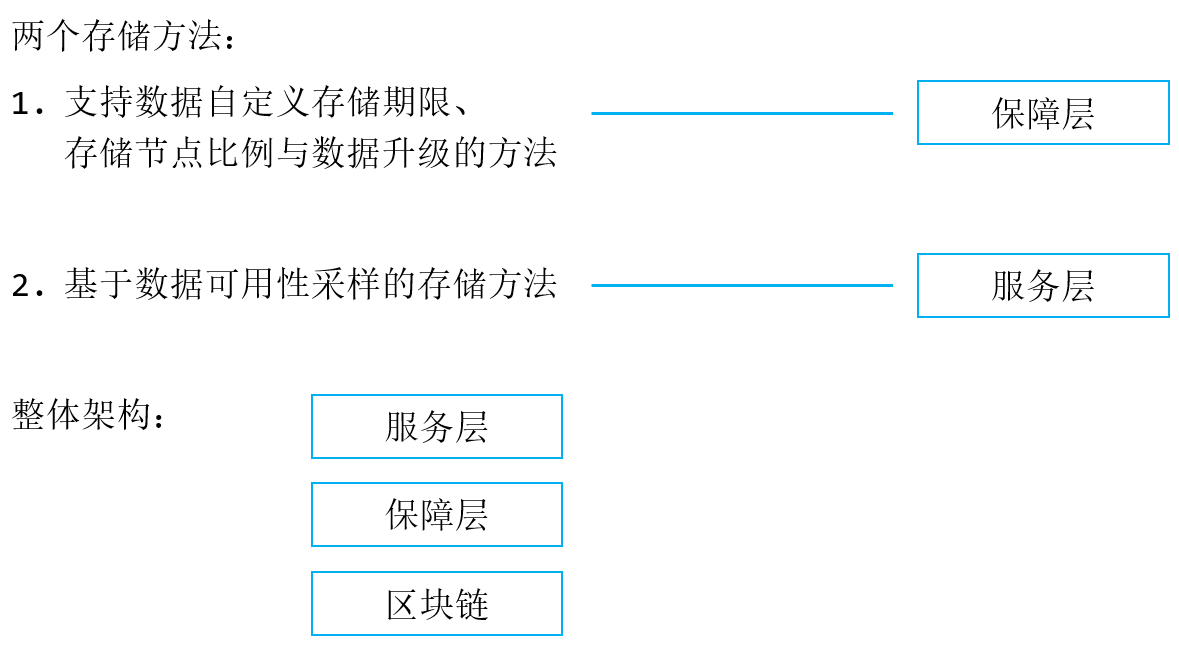 两个存储方法：
1. 支持数据自定义存储期限、
存储节点比例与数据升级的方法
保障层
2. 基于数据可用性采样的存储方法
服务层
整体架构：
服务层
保障层
区块链